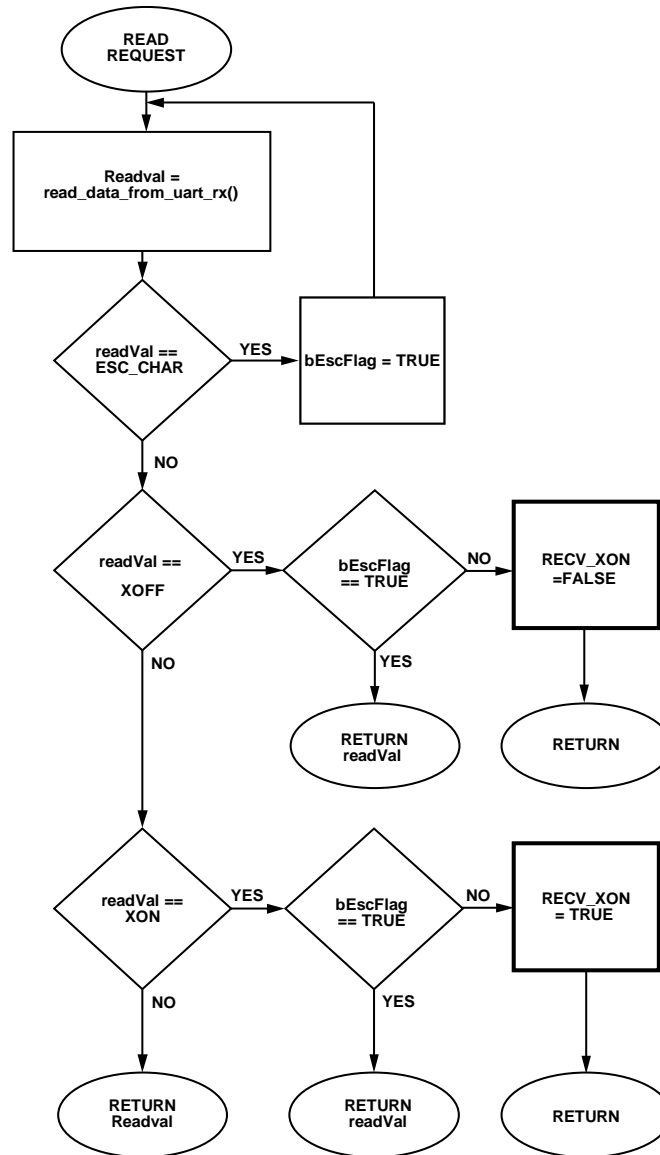 READ
REQUEST
Readval =
read_data_from_uart_rx()
readVal ==
ESC_CHAR
YES
bEscFlag = TRUE
NO
readVal ==
XOFF
YES
bEscFlag
== TRUE
NO
RECV_XON
=FALSE
NO
YES
RETURN
readVal
RETURN
readVal ==
XON
YES
bEscFlag
== TRUE
NO
RECV_XON
= TRUE
NO
YES
RETURN
Readval
RETURN
readVal
RETURN